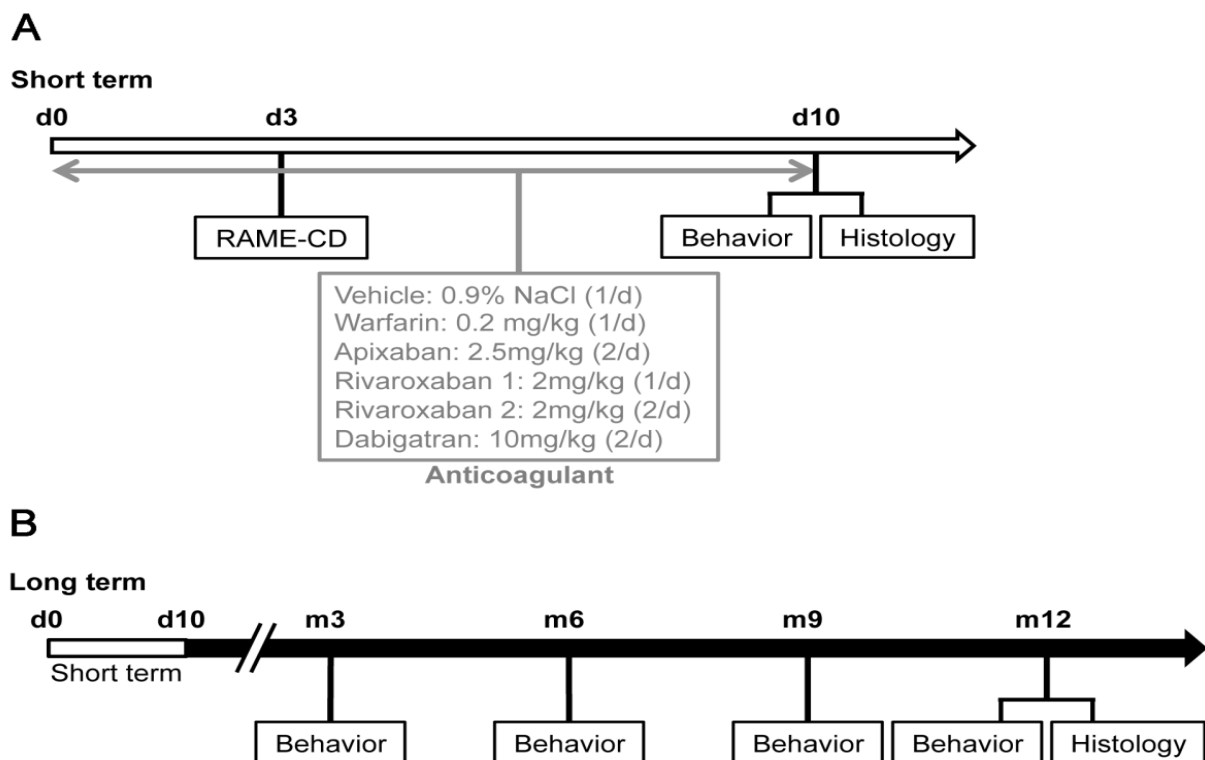 A
Short term
d0 d3 d10
RAME-CD Behavior Histology
Vehicle: 0.9% NaCl (1/d)
Warfarin: 0.2 mg/kg (1/d)
Apixaban: 2.5mg/kg (2/d)
Rivaroxaban 1: 2mg/kg (1/d)
Rivaroxaban 2: 2mg/kg (2/d)
Dabigatran: 10mg/kg (2/d)
Anticoagulant
B
Long term
d0 d10 m3 m6 m9 m12
Short term
Behavior Behavior Behavior Behavior Histology